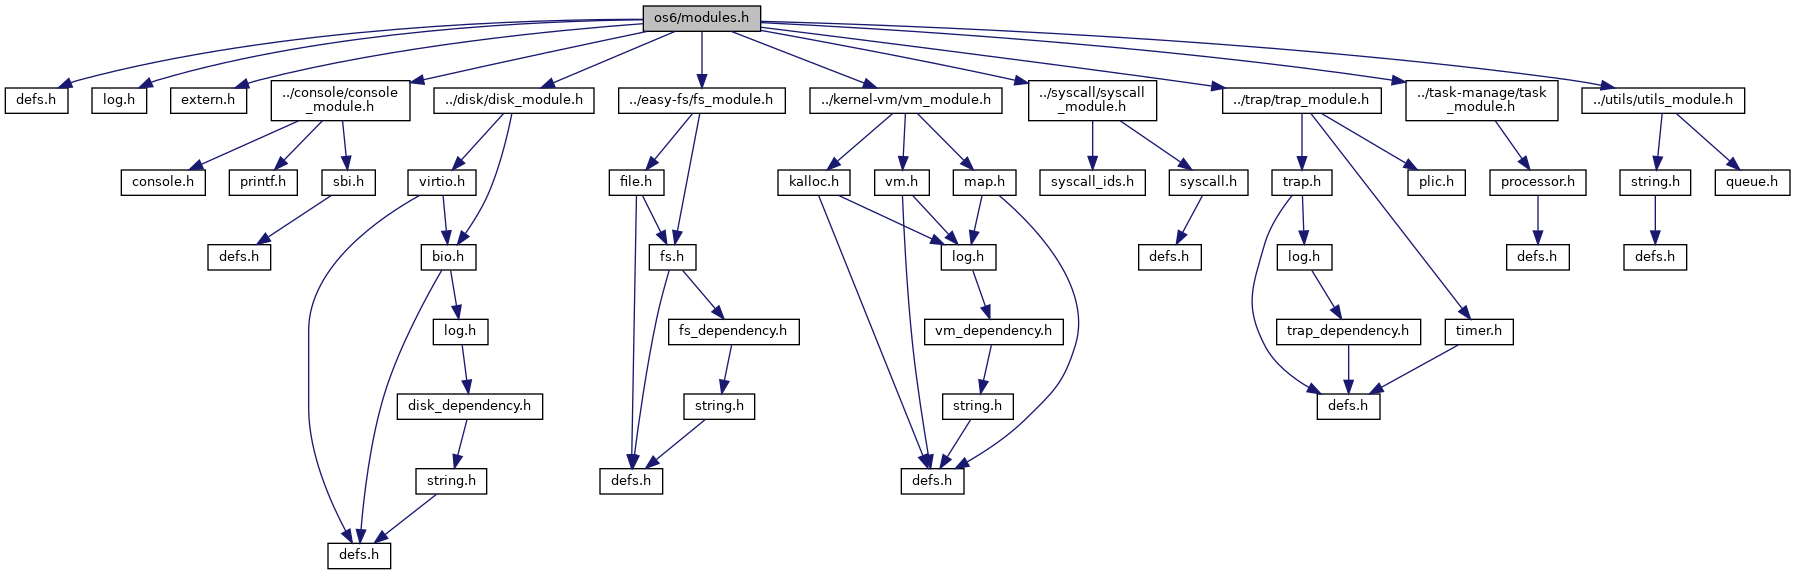 os6/modules.h
defs.h
log.h
extern.h
../console/console
_module.h
../disk/disk_module.h
../easy-fs/fs_module.h
../kernel-vm/vm_module.h
../syscall/syscall
_module.h
../trap/trap_module.h
../task-manage/task
_module.h
../utils/utils_module.h
console.h
printf.h
sbi.h
virtio.h
file.h
kalloc.h
vm.h
map.h
syscall_ids.h
syscall.h
trap.h
plic.h
processor.h
string.h
queue.h
defs.h
bio.h
fs.h
log.h
defs.h
log.h
defs.h
defs.h
log.h
fs_dependency.h
vm_dependency.h
trap_dependency.h
timer.h
disk_dependency.h
string.h
string.h
defs.h
string.h
defs.h
defs.h
defs.h